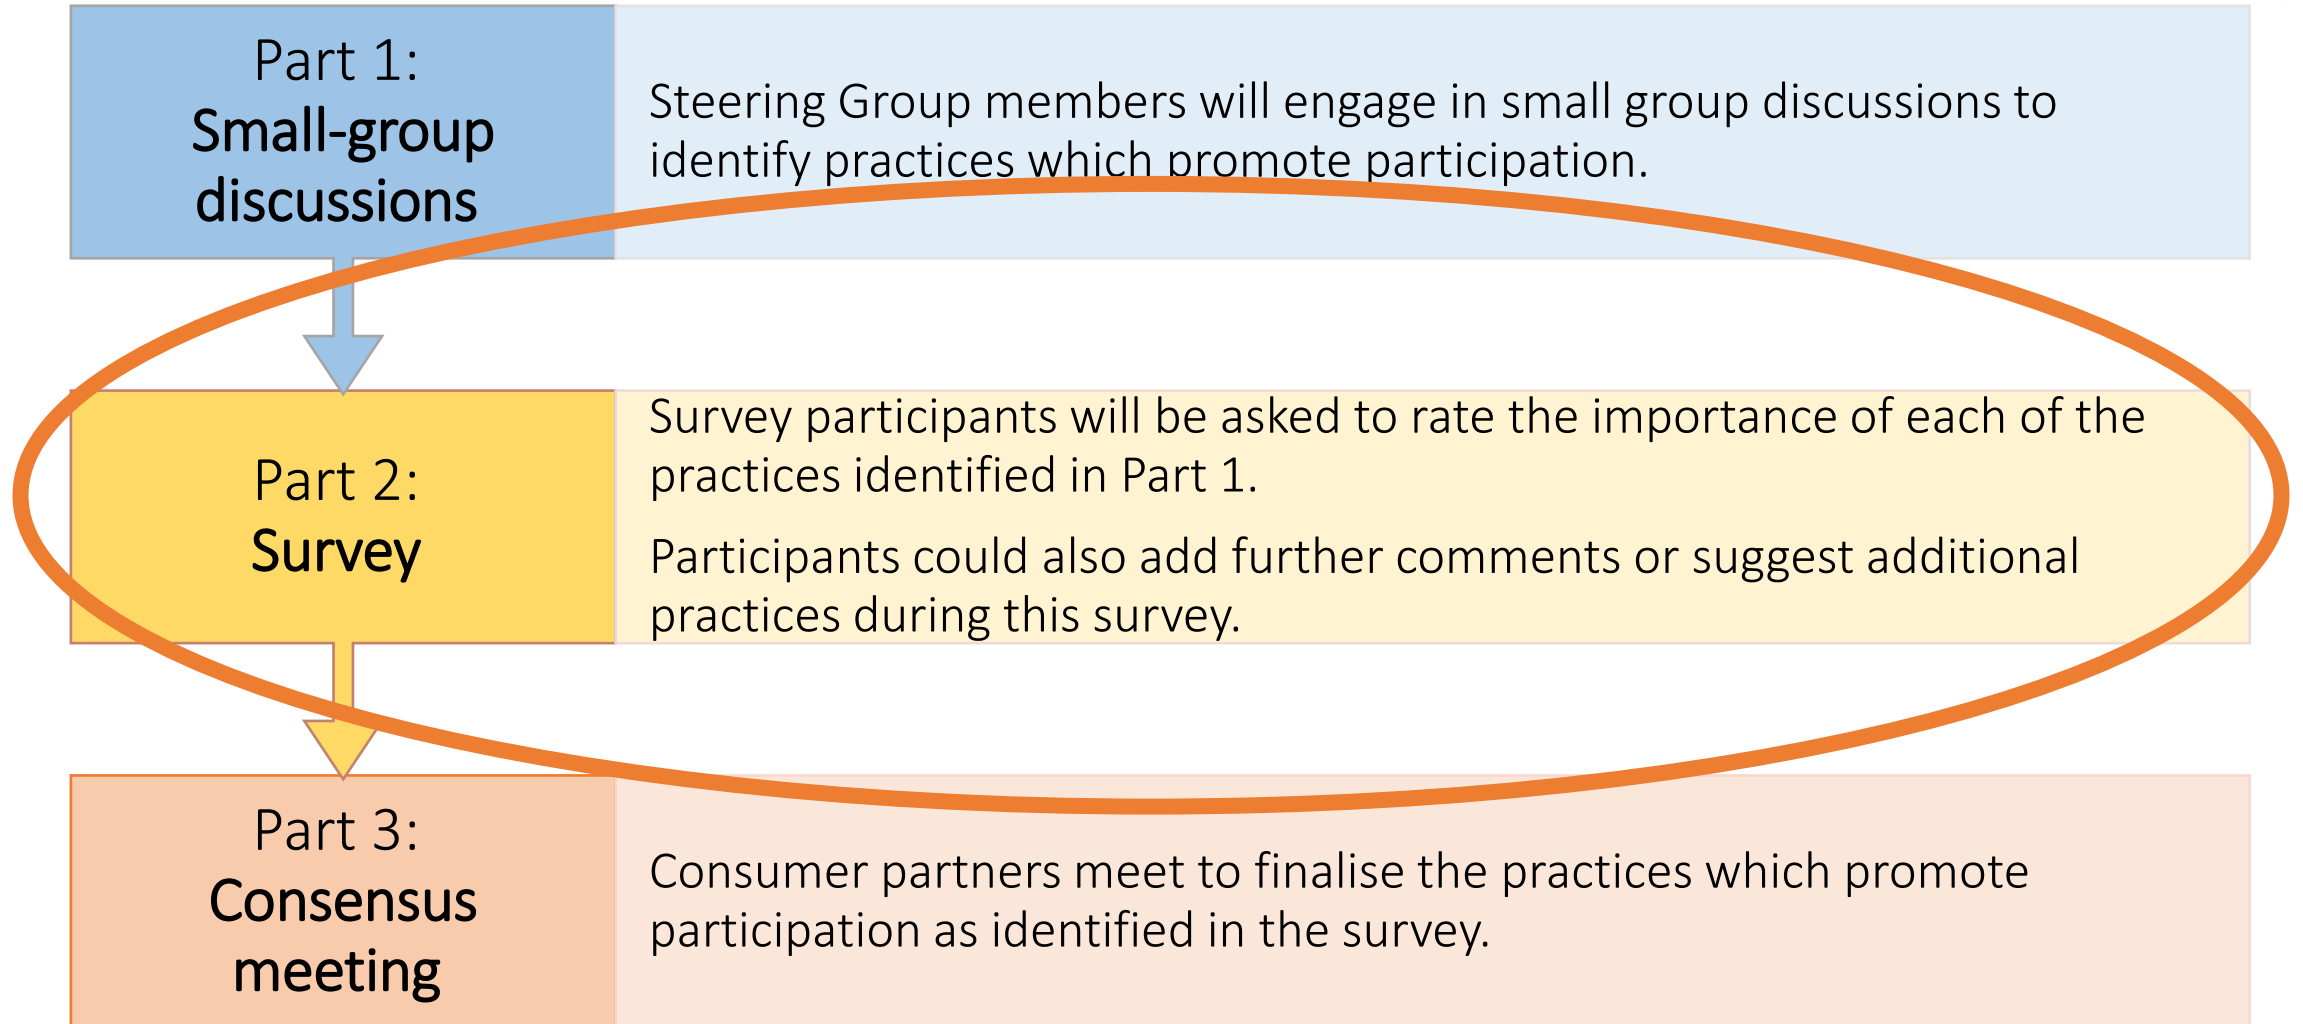 Part 1:
Small-group
discussions
Steering Group members will engage in small group discussions to
identify practices which promote participation.
Part 2:
Survey
Survey participants will be asked to rate the importance of each of the
practices identified in Part 1.
Participants could also add further comments or suggest additional
practices during this survey.
Part 3:
Consensus
meeting
Consumer partners meet to finalise the practices which promote
participation as identified in the survey.